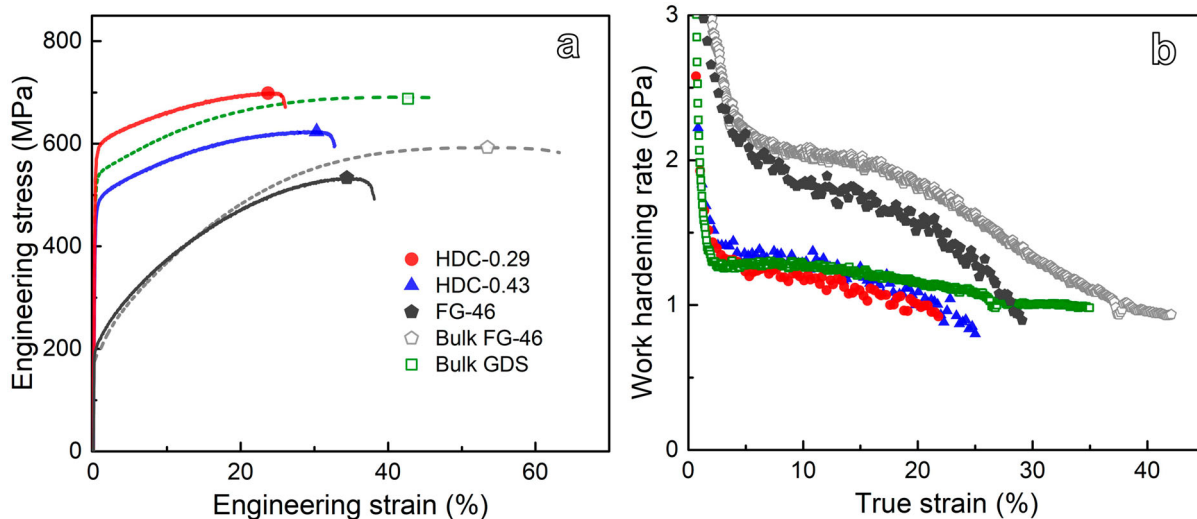 a
Engineering stress (MPa)
800
600
400
200
0
HDC-0.29
HDC-0.43
FG-46
Bulk FG-46
Bulk GDS
0 20 40 60
Engineering strain (%)
b
Work hardening rate (GPa)
3
2
1
0
0 10 20 30 40
True strain (%)